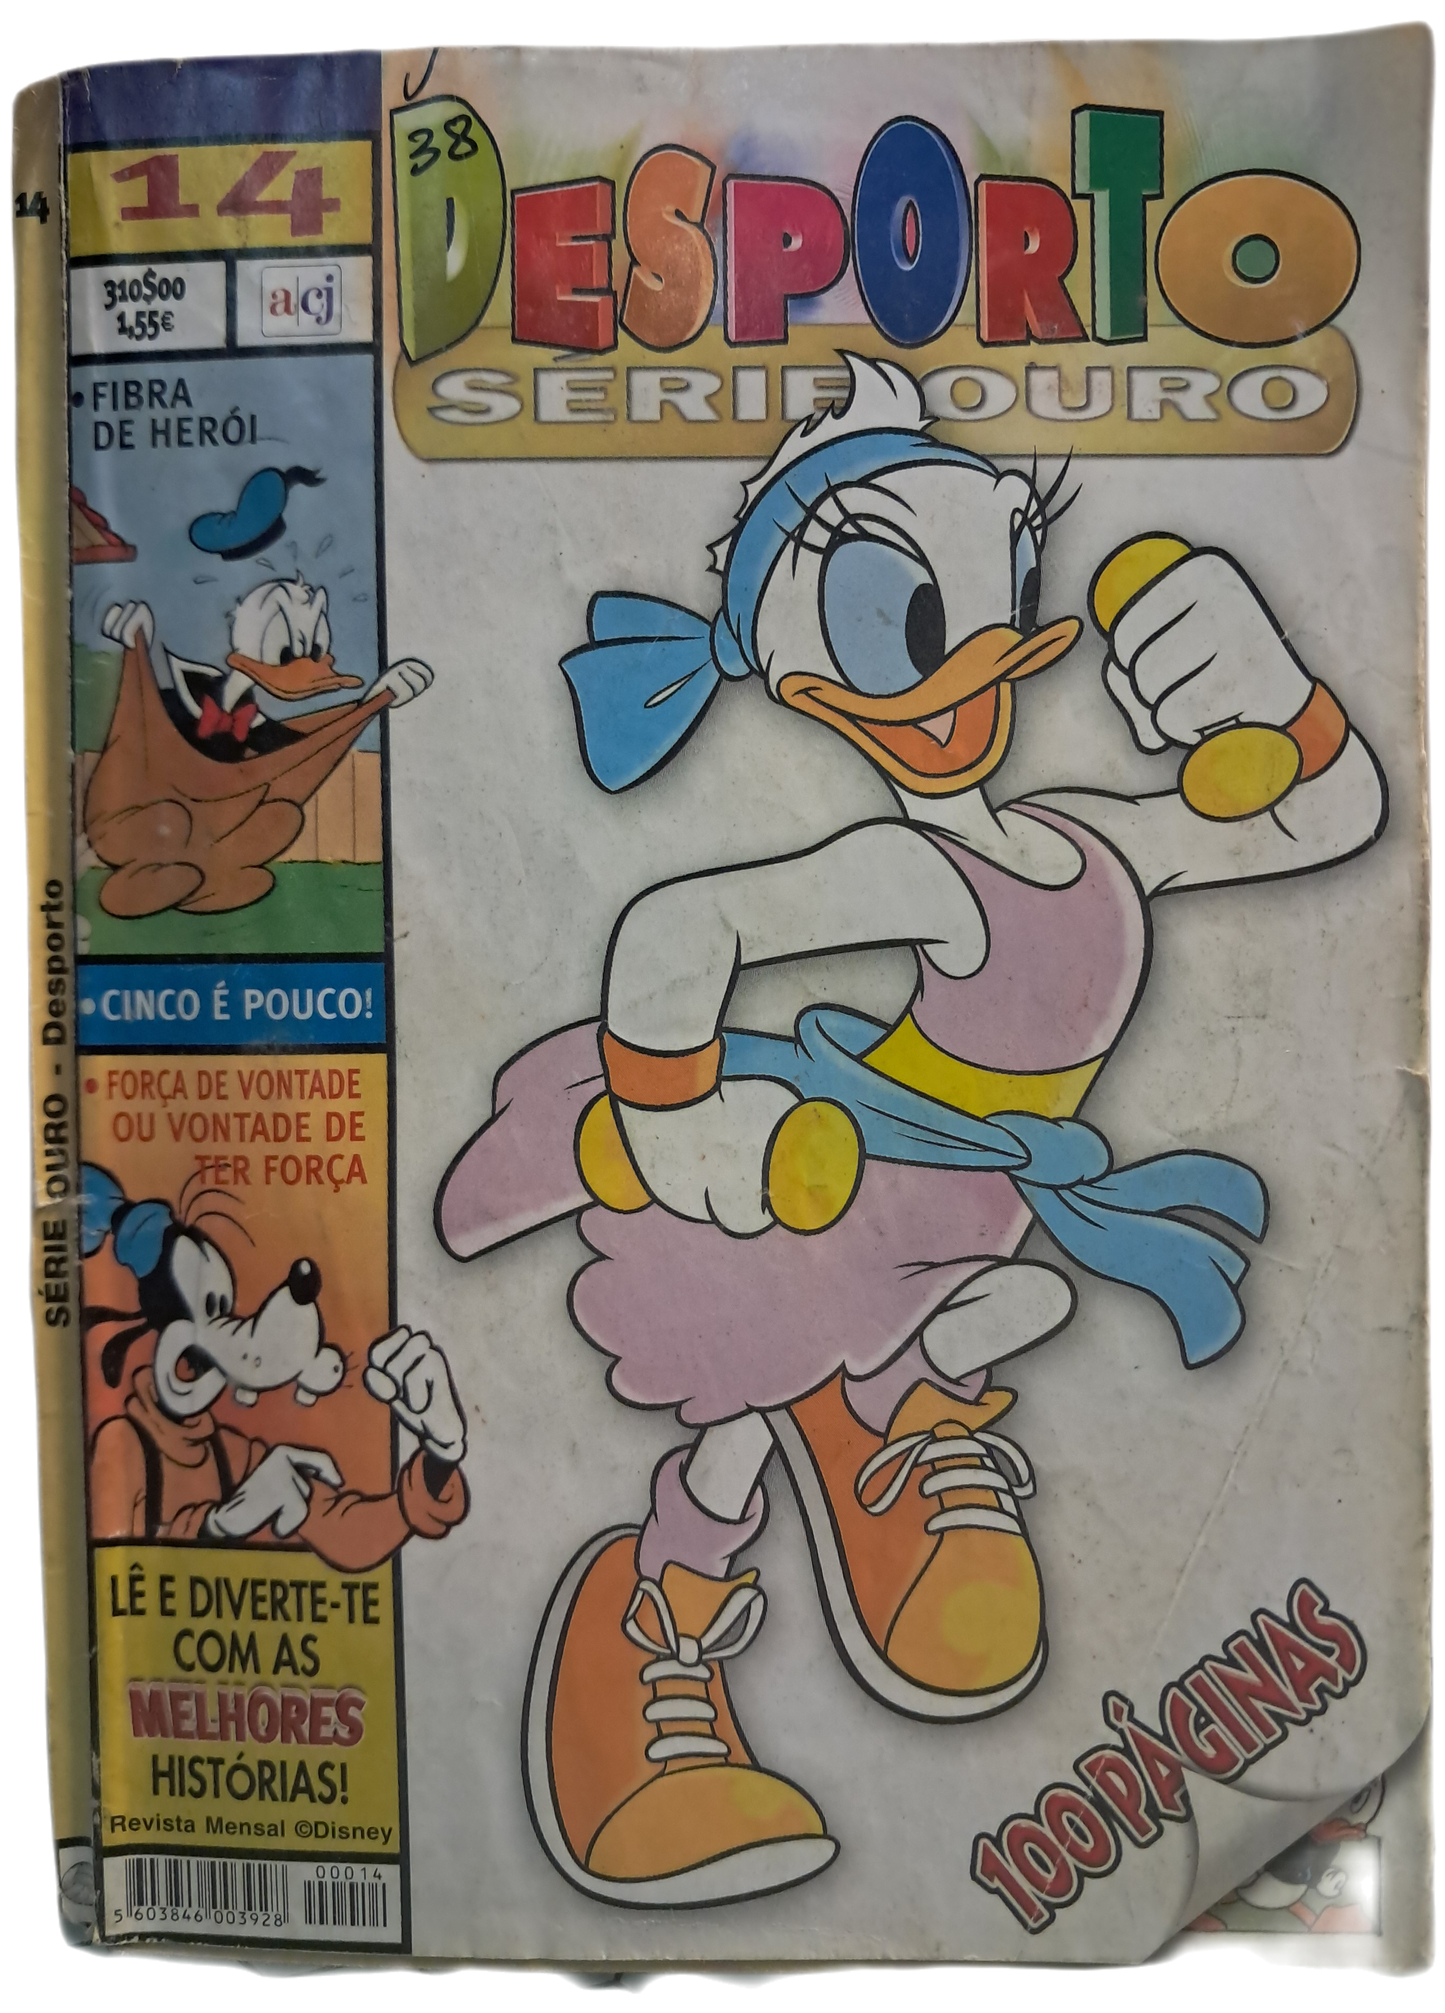 14
14
310$00
1,55€
a|cj
38
DESPORTO
SÉRIE OURO
• FIBRA
DE HERÓI
• CINCO É POUCO!
• FORÇA DE VONTADE
OU VONTADE DE
TER FORÇA
LÊ E DIVERTE-TE
COM AS
MELHORES
HISTÓRIAS!
Revista Mensal ©Disney
00014
5 603846 003928
100 PÁGINAS
SÉRIE OURO - Desporto